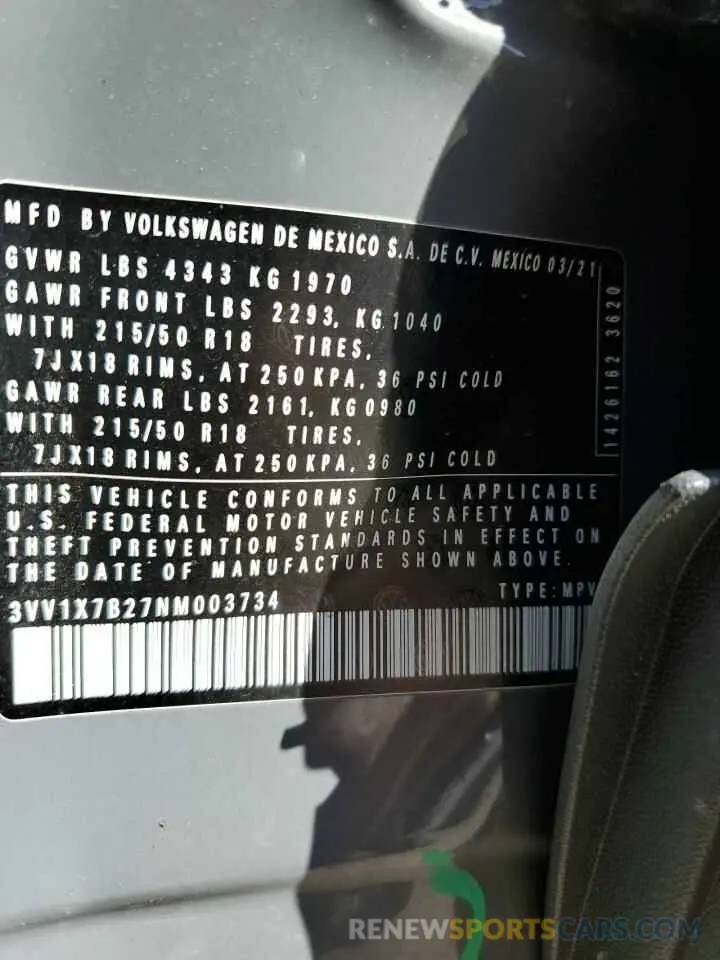 MFD BY VOLKSWAGEN DE MEXICO S.A. DE C.V. MEXICO 03/21
GVWR LBS 4343 KG 1970
GAWR FRONT LBS 2293, KG 1040
WITH 215/50 R18 TIRES,
7JX18 RIMS, AT 250 KPA, 36 PSI COLD
GAWR REAR LBS 2161, KG 0980
WITH 215/50 R18 TIRES,
7JX18 RIMS, AT 250 KPA, 36 PSI COLD
1426162 3620
THIS VEHICLE CONFORMS TO ALL APPLICABLE
U.S. FEDERAL MOTOR VEHICLE SAFETY AND
THEFT PREVENTION STANDARDS IN EFFECT ON
THE DATE OF MANUFACTURE SHOWN ABOVE.
3VV1X7B27NM003734 TYPE: MPV
RENEWSPORTSCARS.COM